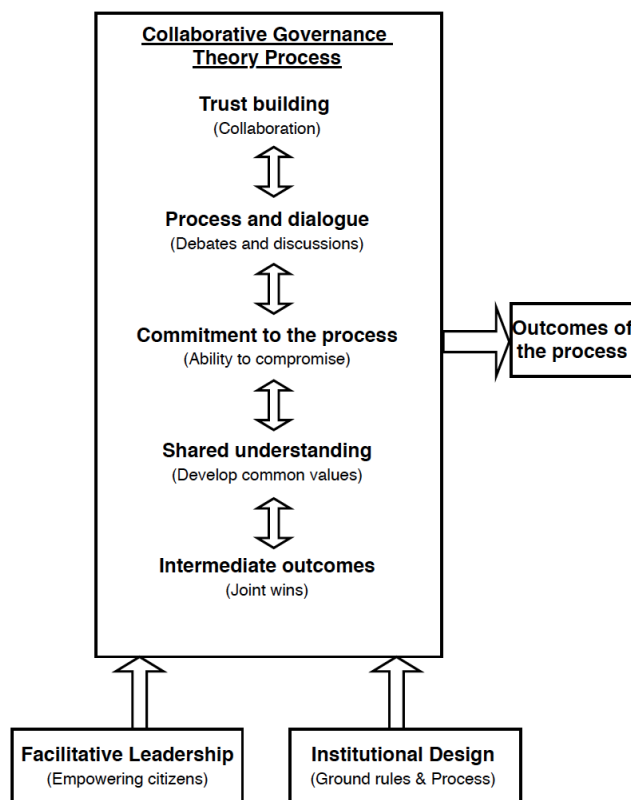 Collaborative Governance
Theory Process
Trust building
(Collaboration)
Process and dialogue
(Debates and discussions)
Commitment to the process
(Ability to compromise)
Shared understanding
(Develop common values)
Intermediate outcomes
(Joint wins)
Outcomes of
the process
Facilitative Leadership
(Empowering citizens)
Institutional Design
(Ground rules & Process)